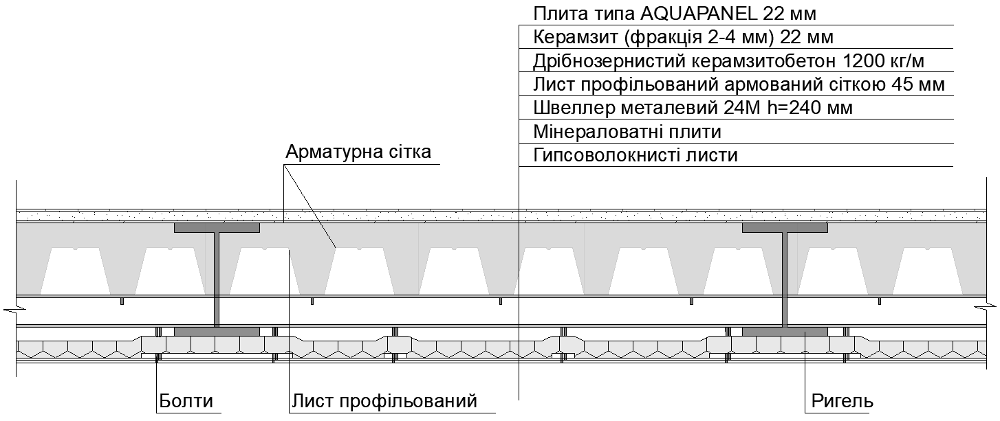 Плита типа AQUAPANEL 22 мм
Керамзит (фракція 2-4 мм) 22 мм
Дрібнозернистий керамзитобетон 1200 кг/м
Лист профільований армований сіткою 45 мм
Швеллер металевий 24М h=240 мм
Мінераловатні плити
Гипсоволокнисті листи
Арматурна сітка
Болти
Лист профільований
Ригель